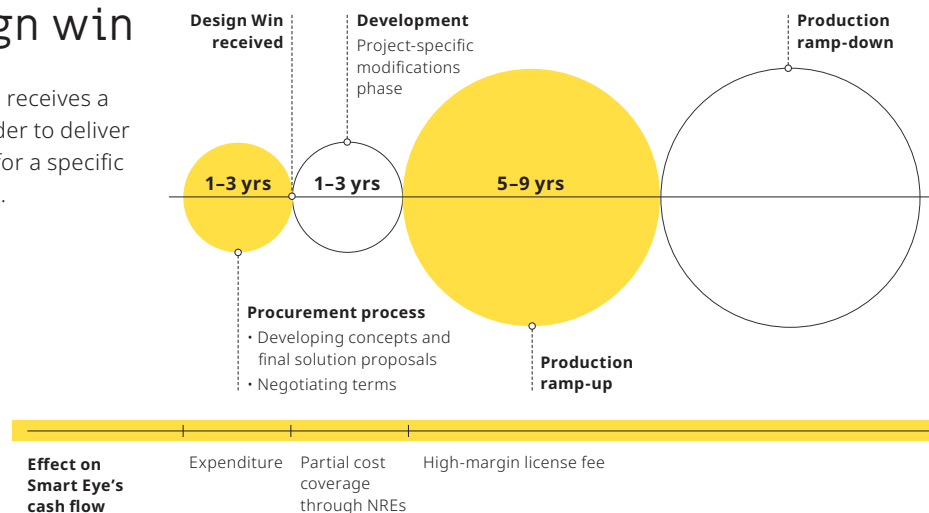 gn win
receives a
der to deliver
for a specific
.
Design Win
received
Development
Project-specific
modifications
phase
Production
ramp-down
1–3 yrs
1–3 yrs
5–9 yrs
Procurement process
• Developing concepts and
final solution proposals
• Negotiating terms
Production
ramp-up
Effect on
Smart Eye’s
cash flow
Expenditure
Partial cost
coverage
through NREs
High-margin license fee